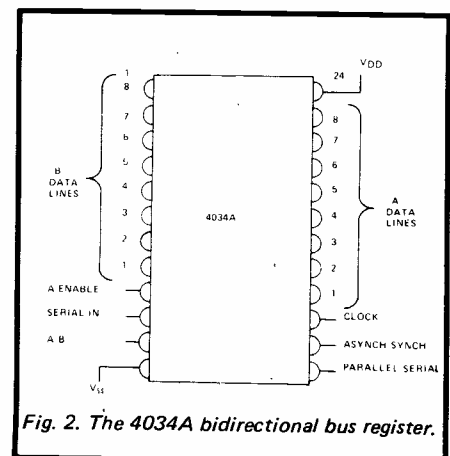 1
8
7
6
5
4
3
2
1
B
DATA
LINES
A ENABLE
SERIAL IN
A B
VSS
4034A
24
VDD
8
7
6
5
4
3
2
1
A
DATA
LINES
CLOCK
ASYNCH SYNCH
PARALLEL SERIAL
Fig. 2. The 4034A bidirectional bus register.